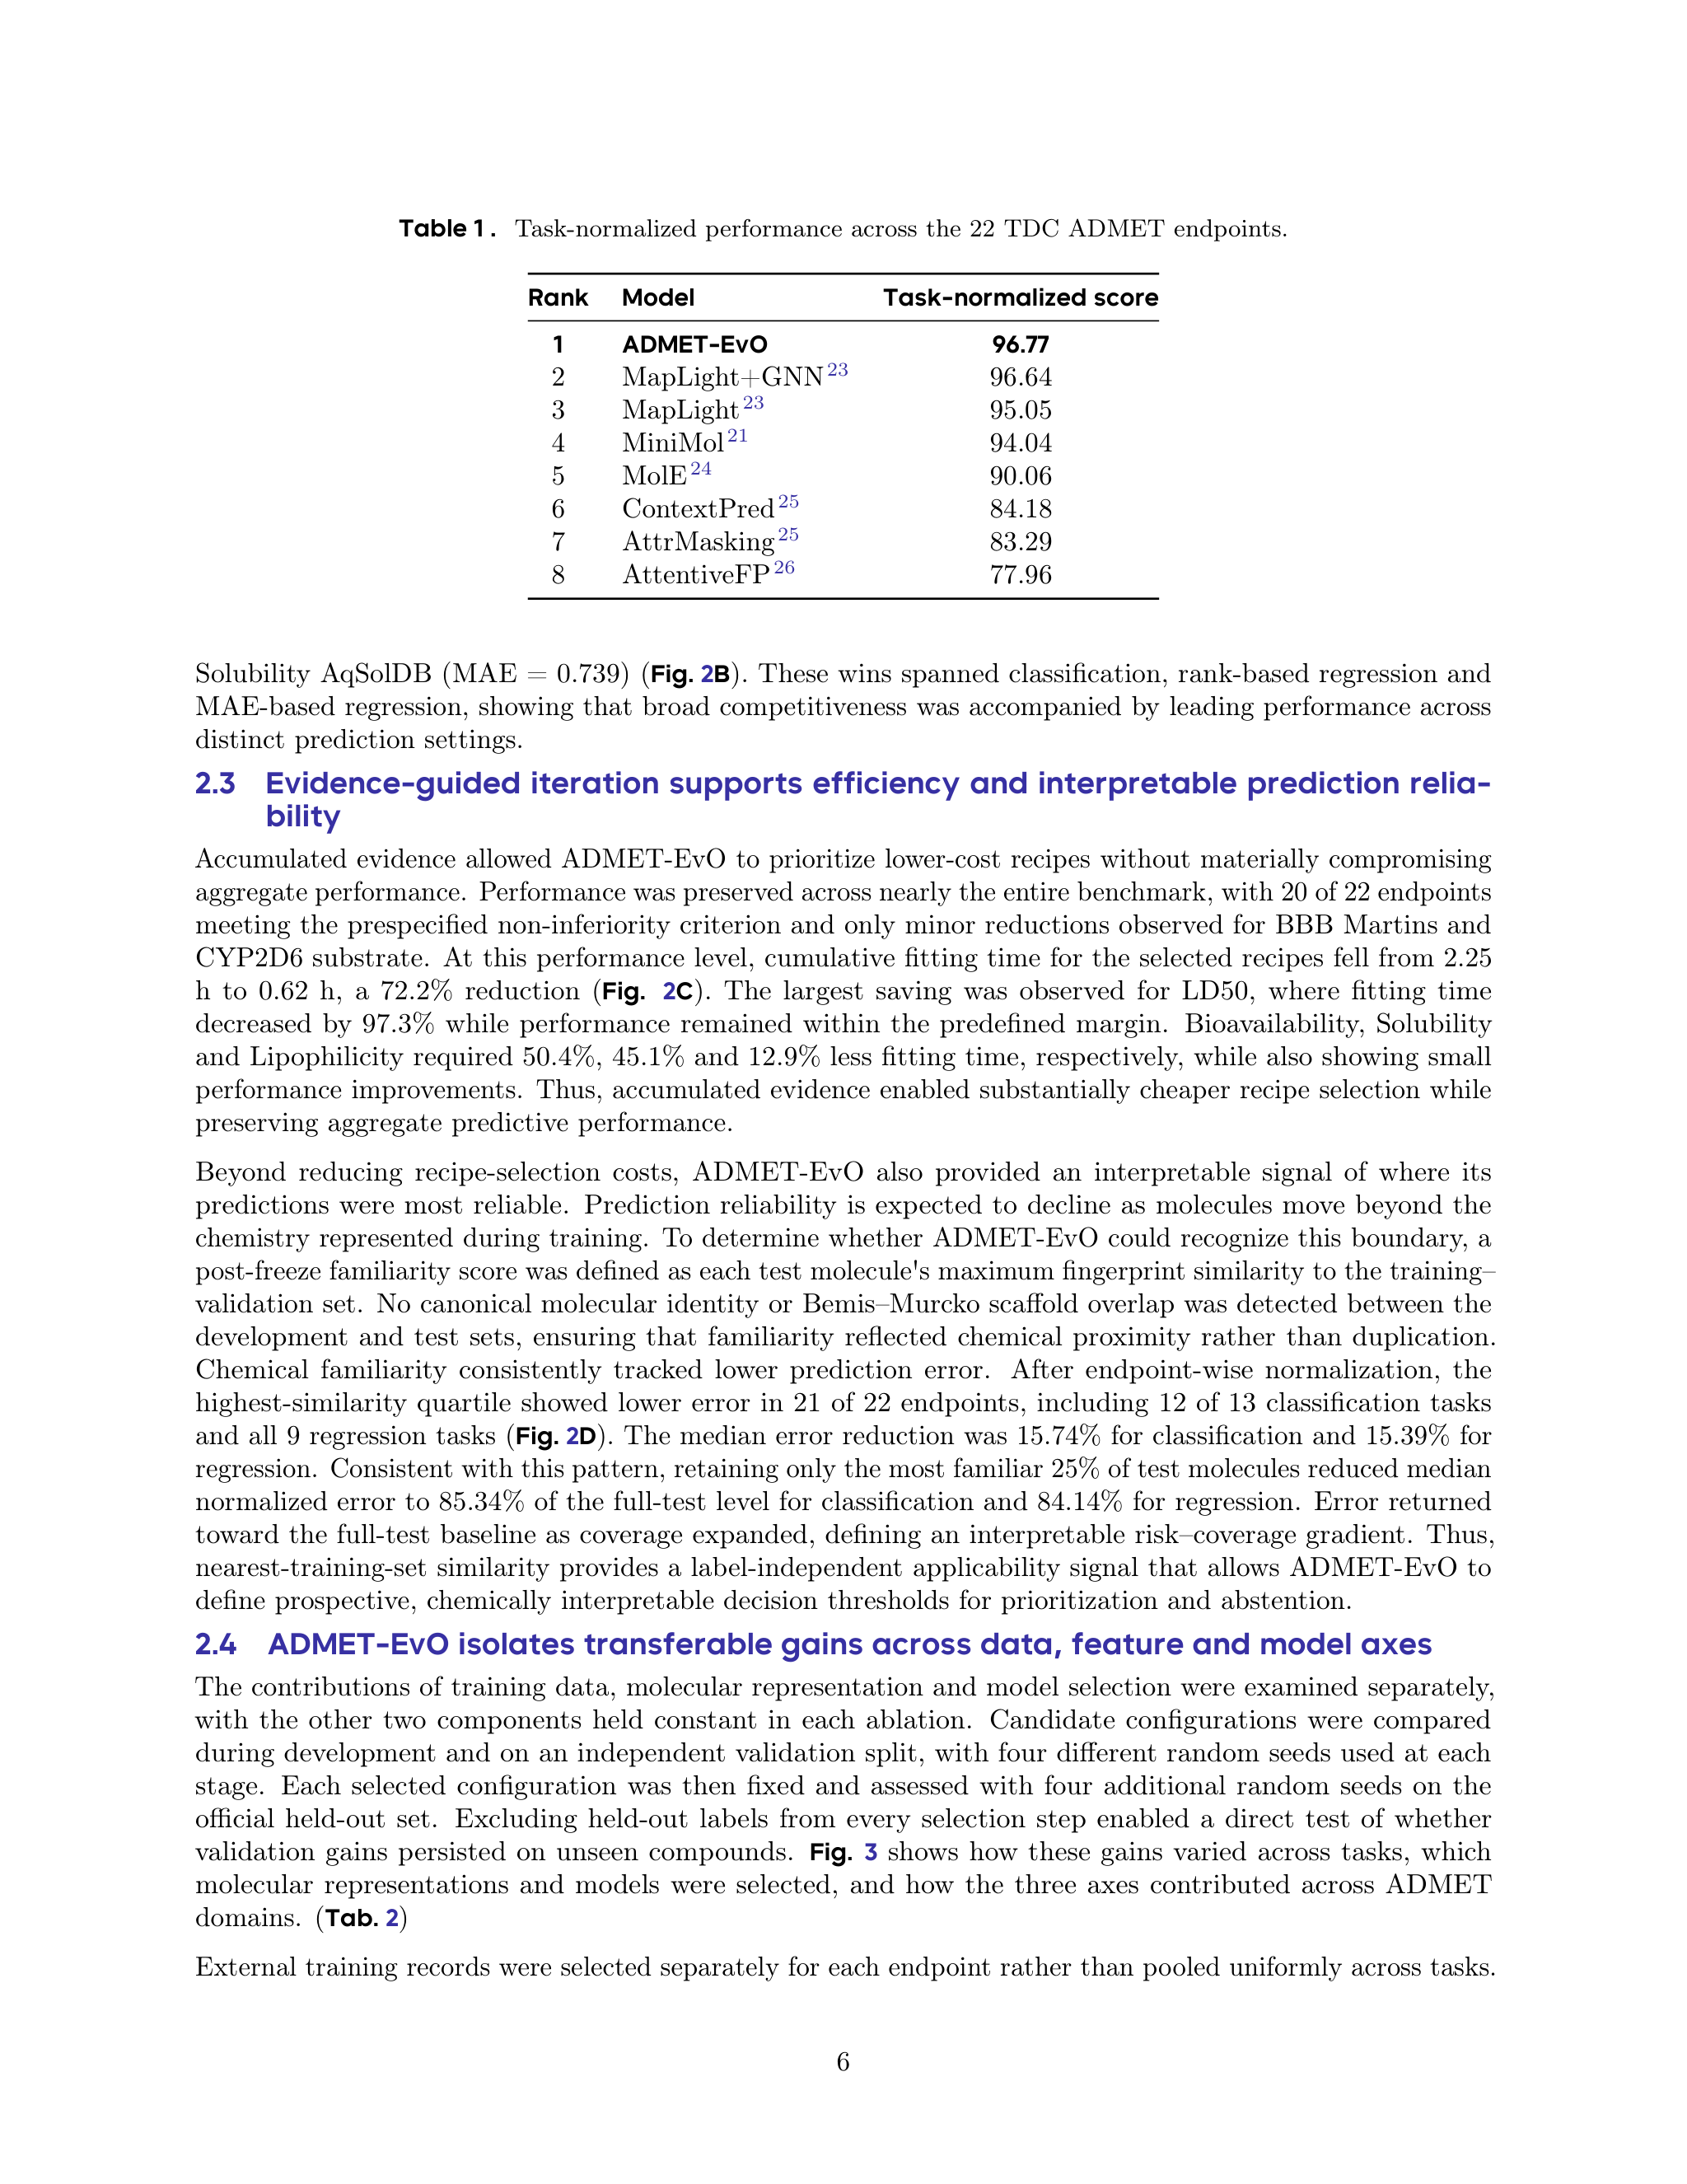 Table 1. Task-normalized performance across the 22 TDC ADMET endpoints.
Rank Model Task-normalized score
1 ADMET-EvO 96.77
2 MapLight+GNN23 96.64
3 MapLight23 95.05
4 MiniMol21 94.04
5 MolE24 90.06
6 ContextPred25 84.18
7 AttrMasking25 83.29
8 AttentiveFP26 77.96
Solubility AqSolDB (MAE = 0.739) (Fig. 2B). These wins spanned classification, rank-based regression and
MAE-based regression, showing that broad competitiveness was accompanied by leading performance across
distinct prediction settings.
2.3 Evidence-guided iteration supports efficiency and interpretable prediction relia-
bility
Accumulated evidence allowed ADMET-EvO to prioritize lower-cost recipes without materially compromising
aggregate performance. Performance was preserved across nearly the entire benchmark, with 20 of 22 endpoints
meeting the prespecified non-inferiority criterion and only minor reductions observed for BBB Martins and
CYP2D6 substrate. At this performance level, cumulative fitting time for the selected recipes fell from 2.25
h to 0.62 h, a 72.2% reduction (Fig. 2C). The largest saving was observed for LD50, where fitting time
decreased by 97.3% while performance remained within the predefined margin. Bioavailability, Solubility
and Lipophilicity required 50.4%, 45.1% and 12.9% less fitting time, respectively, while also showing small
performance improvements. Thus, accumulated evidence enabled substantially cheaper recipe selection while
preserving aggregate predictive performance.
Beyond reducing recipe-selection costs, ADMET-EvO also provided an interpretable signal of where its
predictions were most reliable. Prediction reliability is expected to decline as molecules move beyond the
chemistry represented during training. To determine whether ADMET-EvO could recognize this boundary, a
post-freeze familiarity score was defined as each test molecule's maximum fingerprint similarity to the training–
validation set. No canonical molecular identity or Bemis–Murcko scaffold overlap was detected between the
development and test sets, ensuring that familiarity reflected chemical proximity rather than duplication.
Chemical familiarity consistently tracked lower prediction error. After endpoint-wise normalization, the
highest-similarity quartile showed lower error in 21 of 22 endpoints, including 12 of 13 classification tasks
and all 9 regression tasks (Fig. 2D). The median error reduction was 15.74% for classification and 15.39% for
regression. Consistent with this pattern, retaining only the most familiar 25% of test molecules reduced median
normalized error to 85.34% of the full-test level for classification and 84.14% for regression. Error returned
toward the full-test baseline as coverage expanded, defining an interpretable risk–coverage gradient. Thus,
nearest-training-set similarity provides a label-independent applicability signal that allows ADMET-EvO to
define prospective, chemically interpretable decision thresholds for prioritization and abstention.
2.4 ADMET-EvO isolates transferable gains across data, feature and model axes
The contributions of training data, molecular representation and model selection were examined separately,
with the other two components held constant in each ablation. Candidate configurations were compared
during development and on an independent validation split, with four different random seeds used at each
stage. Each selected configuration was then fixed and assessed with four additional random seeds on the
official held-out set. Excluding held-out labels from every selection step enabled a direct test of whether
validation gains persisted on unseen compounds. Fig. 3 shows how these gains varied across tasks, which
molecular representations and models were selected, and how the three axes contributed across ADMET
domains. (Tab. 2)
External training records were selected separately for each endpoint rather than pooled uniformly across tasks.
6